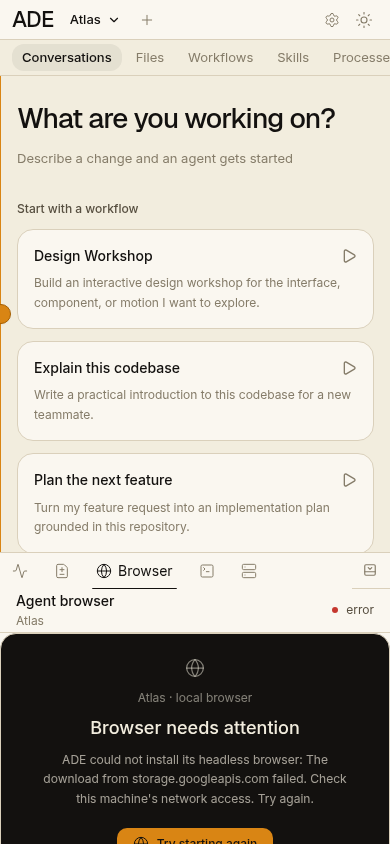 ADE Atlas
Conversations Files Workflows Skills Processe
What are you working on?
Describe a change and an agent gets started
Start with a workflow
Design Workshop
Build an interactive design workshop for the interface,
component, or motion I want to explore.
Explain this codebase
Write a practical introduction to this codebase for a new
teammate.
Plan the next feature
Turn my feature request into an implementation plan
grounded in this repository.
Browser
Agent browser
Atlas
error
Atlas · local browser
Browser needs attention
ADE could not install its headless browser: The
download from storage.googleapis.com failed. Check
this machine's network access. Try again.
Try starting again